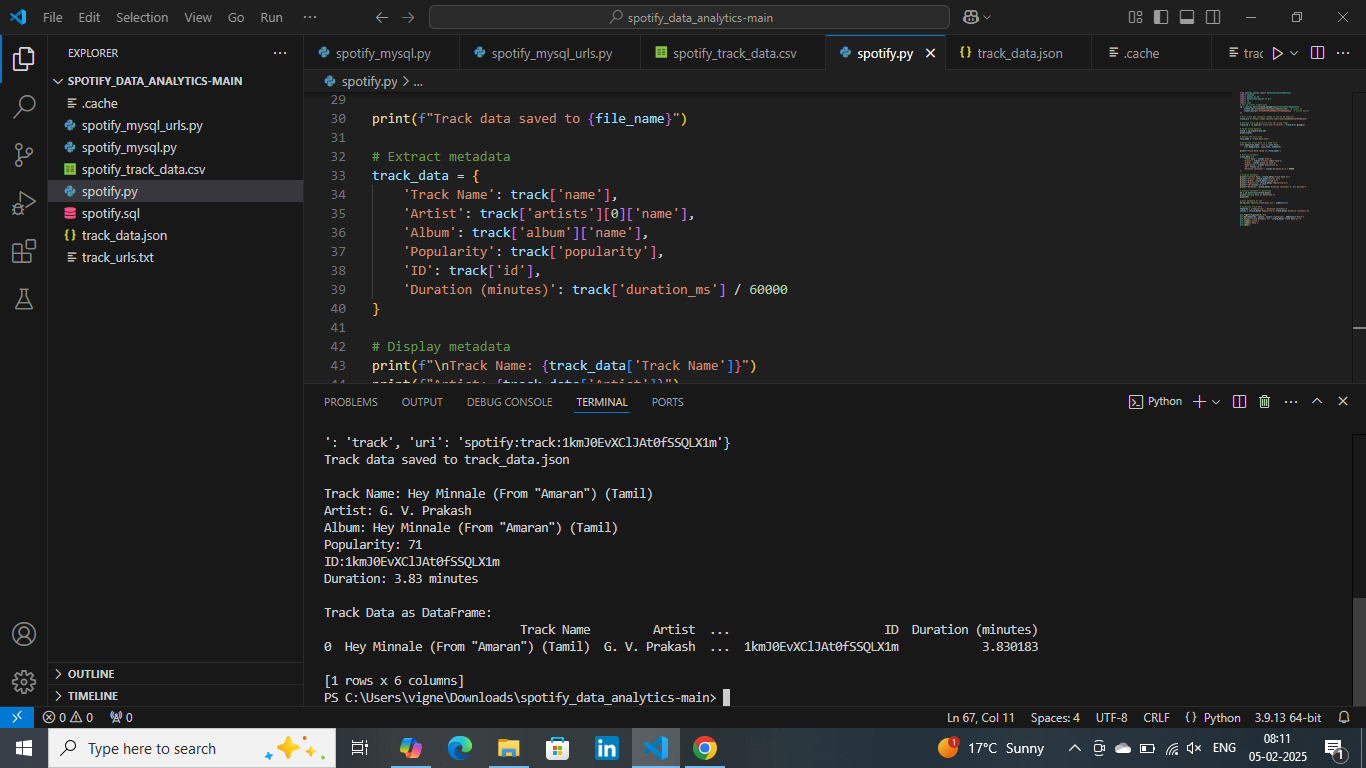 File Edit Selection View Go Run ···
spotify_data_analytics-main
EXPLORER
SPOTIFY_DATA_ANALYTICS-MAIN
.cache
spotify_mysql_urls.py
spotify_mysql.py
spotify_track_data.csv
spotify.py
spotify.sql
track_data.json
track_urls.txt
OUTLINE
TIMELINE
spotify_mysql.py spotify_mysql_urls.py spotify_track_data.csv spotify.py track_data.json .cache trac
spotify.py > ...
29
30 print(f"Track data saved to {file_name}")
31
32 # Extract metadata
33 track_data = {
34 'Track Name': track['name'],
35 'Artist': track['artists'][0]['name'],
36 'Album': track['album']['name'],
37 'Popularity': track['popularity'],
38 'ID': track['id'],
39 'Duration (minutes)': track['duration_ms'] / 60000
40 }
41
42 # Display metadata
43 print(f"\nTrack Name: {track_data['Track Name']}")
44 print(f"Artist: {track_data['Artist']}")
PROBLEMS OUTPUT DEBUG CONSOLE TERMINAL PORTS
Python
': 'track', 'uri': 'spotify:track:1kmJ0EvXClJAt0fSSQLX1m'}
Track data saved to track_data.json
Track Name: Hey Minnale (From "Amaran") (Tamil)
Artist: G. V. Prakash
Album: Hey Minnale (From "Amaran") (Tamil)
Popularity: 71
ID:1kmJ0EvXClJAt0fSSQLX1m
Duration: 3.83 minutes
Track Data as DataFrame:
Track Name Artist ... ID Duration (minutes)
0 Hey Minnale (From "Amaran") (Tamil) G. V. Prakash ... 1kmJ0EvXClJAt0fSSQLX1m 3.830183
[1 rows x 6 columns]
PS C:\Users\vigne\Downloads\spotify_data_analytics-main>
0 0 0 Ln 67, Col 11 Spaces: 4 UTF-8 CRLF {} Python 3.9.13 64-bit
Type here to search
1
17°C Sunny
ENG
08:11
05-02-2025
1